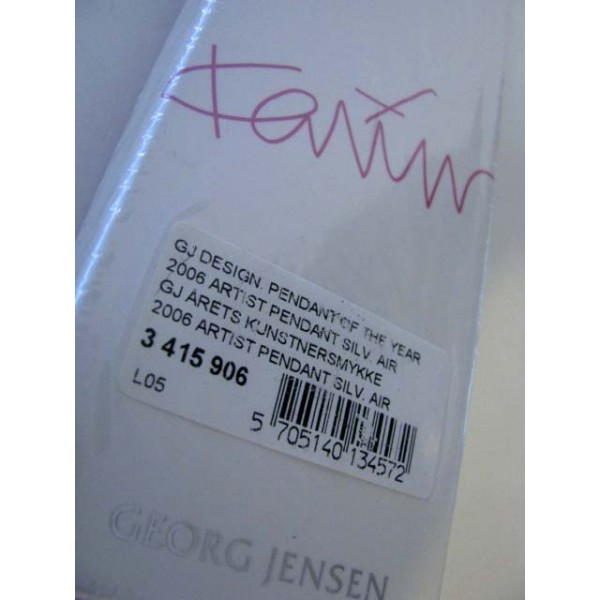 GJ DESIGN. PENDANT OF THE YEAR
2006 ARTIST PENDANT SILV. AIR
GJ ÅRETS KUNSTNERSMYKKE
2006 ARTIST PENDANT SILV. AIR
3 415 906
L05
5 705140 134572
GEORG JENSEN